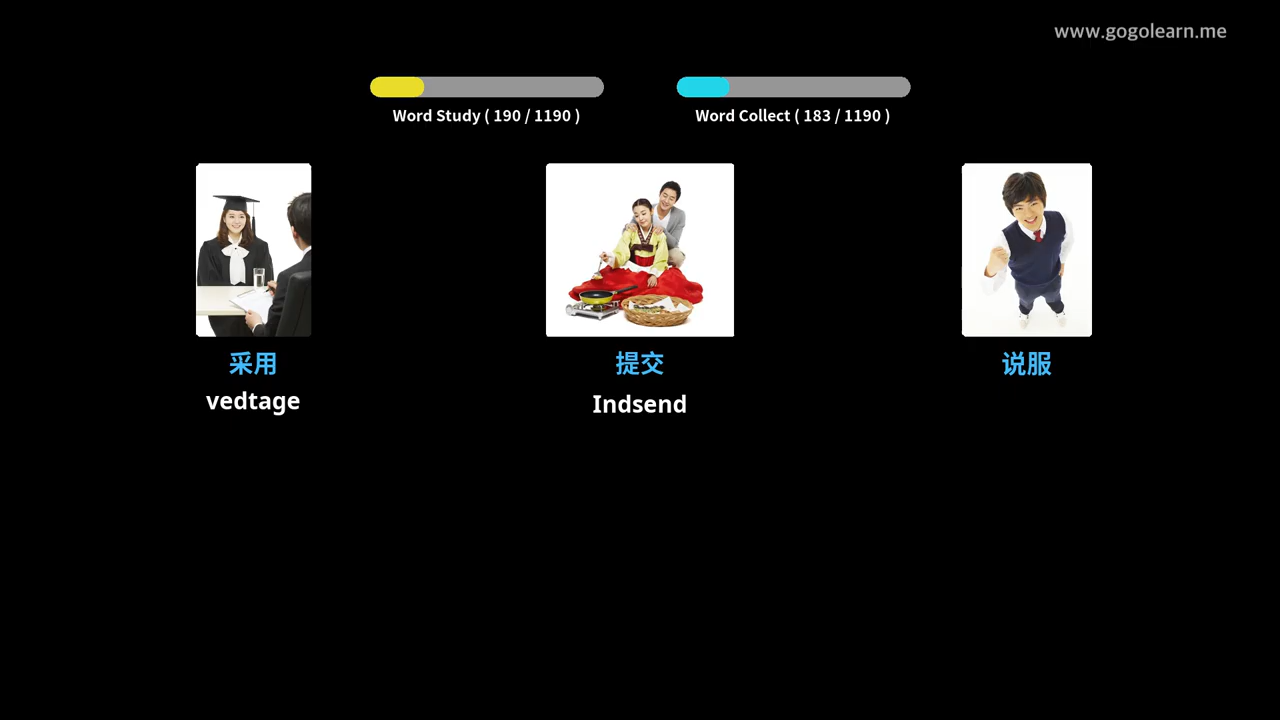 www.gogolearn.me
Word Study ( 190 / 1190 )
Word Collect ( 183 / 1190 )
采用
提交
说服
vedtage
Indsend